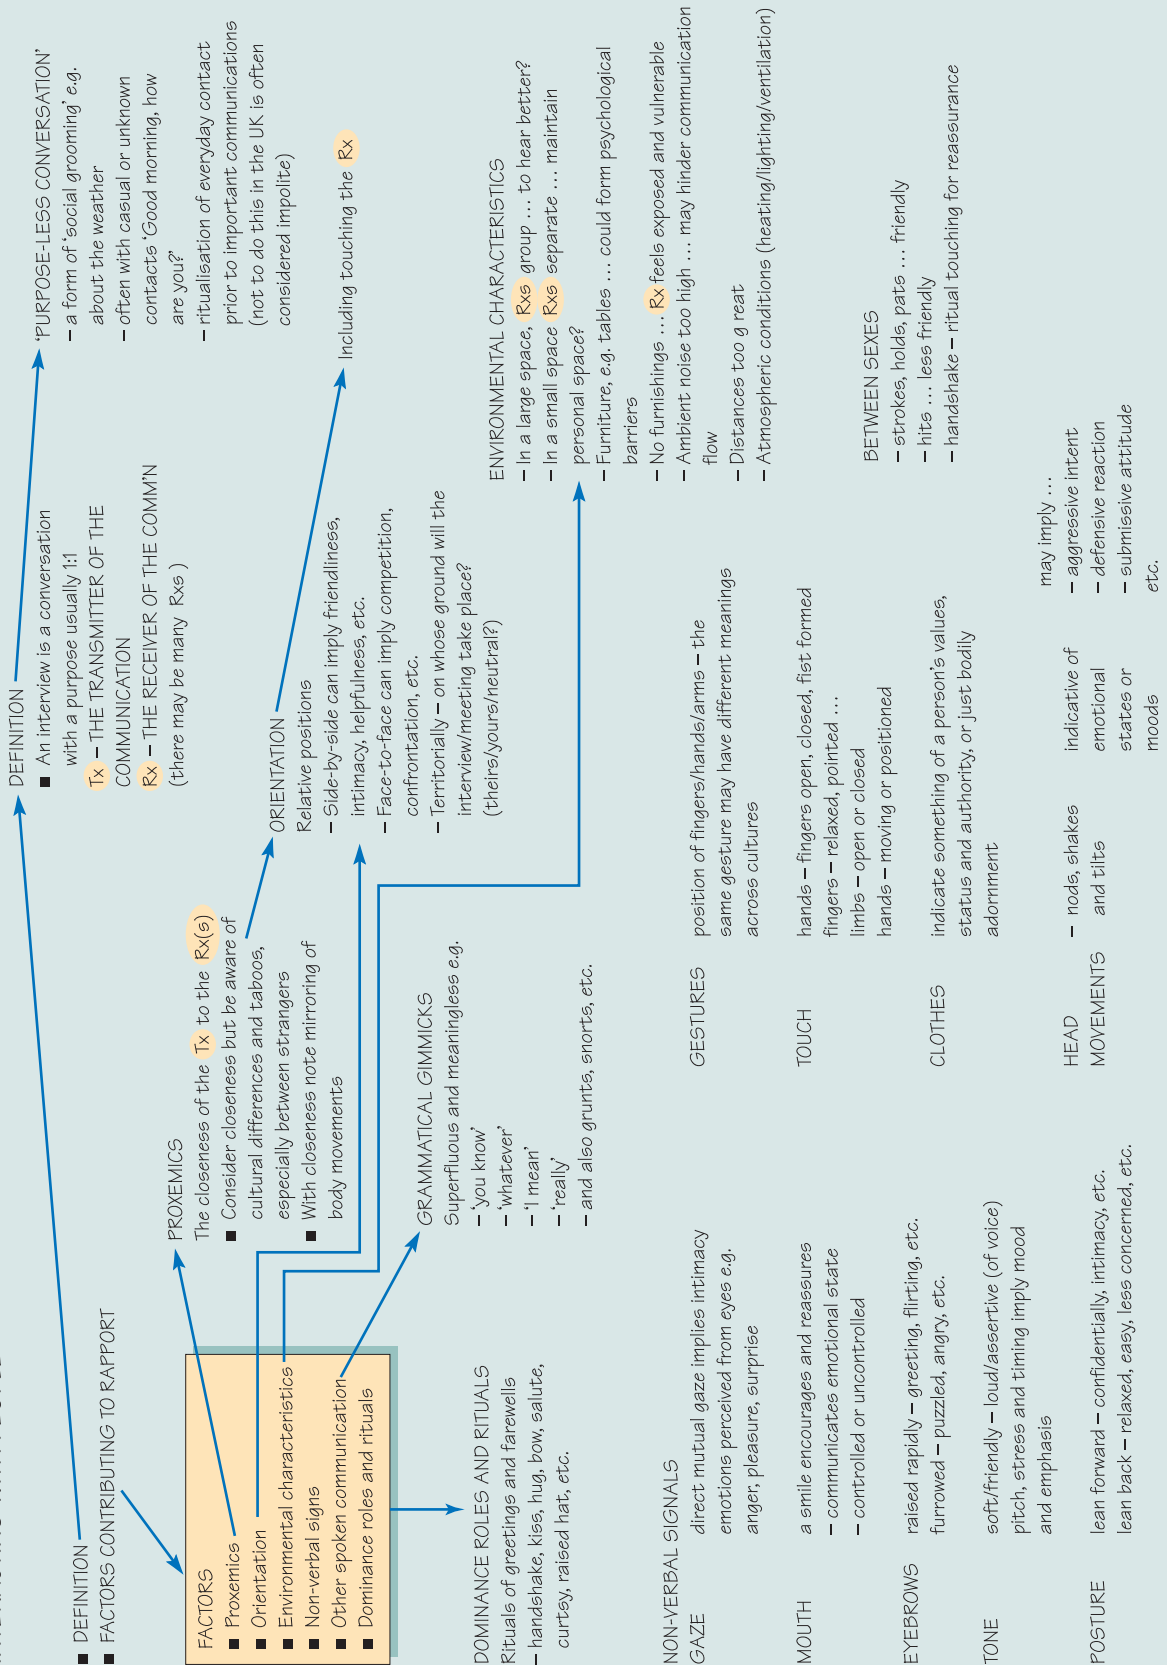 ■ DEFINITION
■ FACTORS CONTRIBUTING TO RAPPORT
FACTORS
■ Proxemics
■ Orientation
■ Environmental characteristics
■ Non-verbal signs
■ Other spoken communication
■ Dominance roles and rituals
DOMINANCE ROLES AND RITUALS
Rituals of greetings and farewells
– handshake, kiss, hug, bow, salute,
curtsy, raised hat, etc.
DEFINITION
■ An interview is a conversation
with a purpose usually 1:1
Tx – THE TRANSMITTER OF THE
COMMUNICATION
Rx – THE RECEIVER OF THE COMM'N
(there may be many Rxs )
‘PURPOSE-LESS CONVERSATION’
– a form of ‘social grooming’ e.g.
about the weather
– often with casual or unknown
contacts ‘Good morning, how
are you?’
– ritualisation of everyday contact
prior to important communications
(not to do this in the UK is often
considered impolite)
PROXEMICS
The closeness of the Tx to the Rx(s)
■ Consider closeness but be aware of
cultural differences and taboos,
especially between strangers
■ With closeness note mirroring of
body movements
ORIENTATION
Relative positions
– Side-by-side can imply friendliness,
intimacy, helpfulness, etc.
– Face-to-face can imply competition,
confrontation, etc.
– Territorially – on whose ground will the
interview/meeting take place?
(theirs/yours/neutral?)
Including touching the Rx
GRAMMATICAL GIMMICKS
Superfluous and meaningless e.g.
– ‘you know’
– ‘whatever’
– ‘I mean’
– ‘really’
– and also grunts, snorts, etc.
ENVIRONMENTAL CHARACTERISTICS
– In a large space, Rxs group … to hear better?
– In a small space Rxs separate … maintain
personal space?
– Furniture, e.g. tables … could form psychological
barriers
– No furnishings … Rx feels exposed and vulnerable
– Ambient noise too high … may hinder communication
flow
– Distances too g reat
– Atmospheric conditions (heating/lighting/ventilation)
NON-VERBAL SIGNALS
GAZE direct mutual gaze implies intimacy
emotions perceived from eyes e.g.
anger, pleasure, surprise
MOUTH a smile encourages and reassures
– communicates emotional state
– controlled or uncontrolled
EYEBROWS raised rapidly – greeting, flirting, etc.
furrowed – puzzled, angry, etc.
TONE soft/friendly – loud/assertive (of voice)
pitch, stress and timing imply mood
and emphasis
POSTURE lean forward – confidentially, intimacy, etc.
lean back – relaxed, easy, less concerned, etc.
GESTURES position of fingers/hands/arms – the
same gesture may have different meanings
across cultures
TOUCH hands – fingers open, closed, fist formed
fingers – relaxed, pointed …
limbs – open or closed
hands – moving or positioned
BETWEEN SEXES
– strokes, holds, pats … friendly
– hits … less friendly
– handshake – ritual touching for reassurance
CLOTHES indicate something of a person's values,
status and authority, or just bodily
adornment
HEAD
MOVEMENTS
– nods, shakes
and tilts
indicative of
emotional
states or
moods
may imply …
– aggressive intent
– defensive reaction
– submissive attitude
etc.